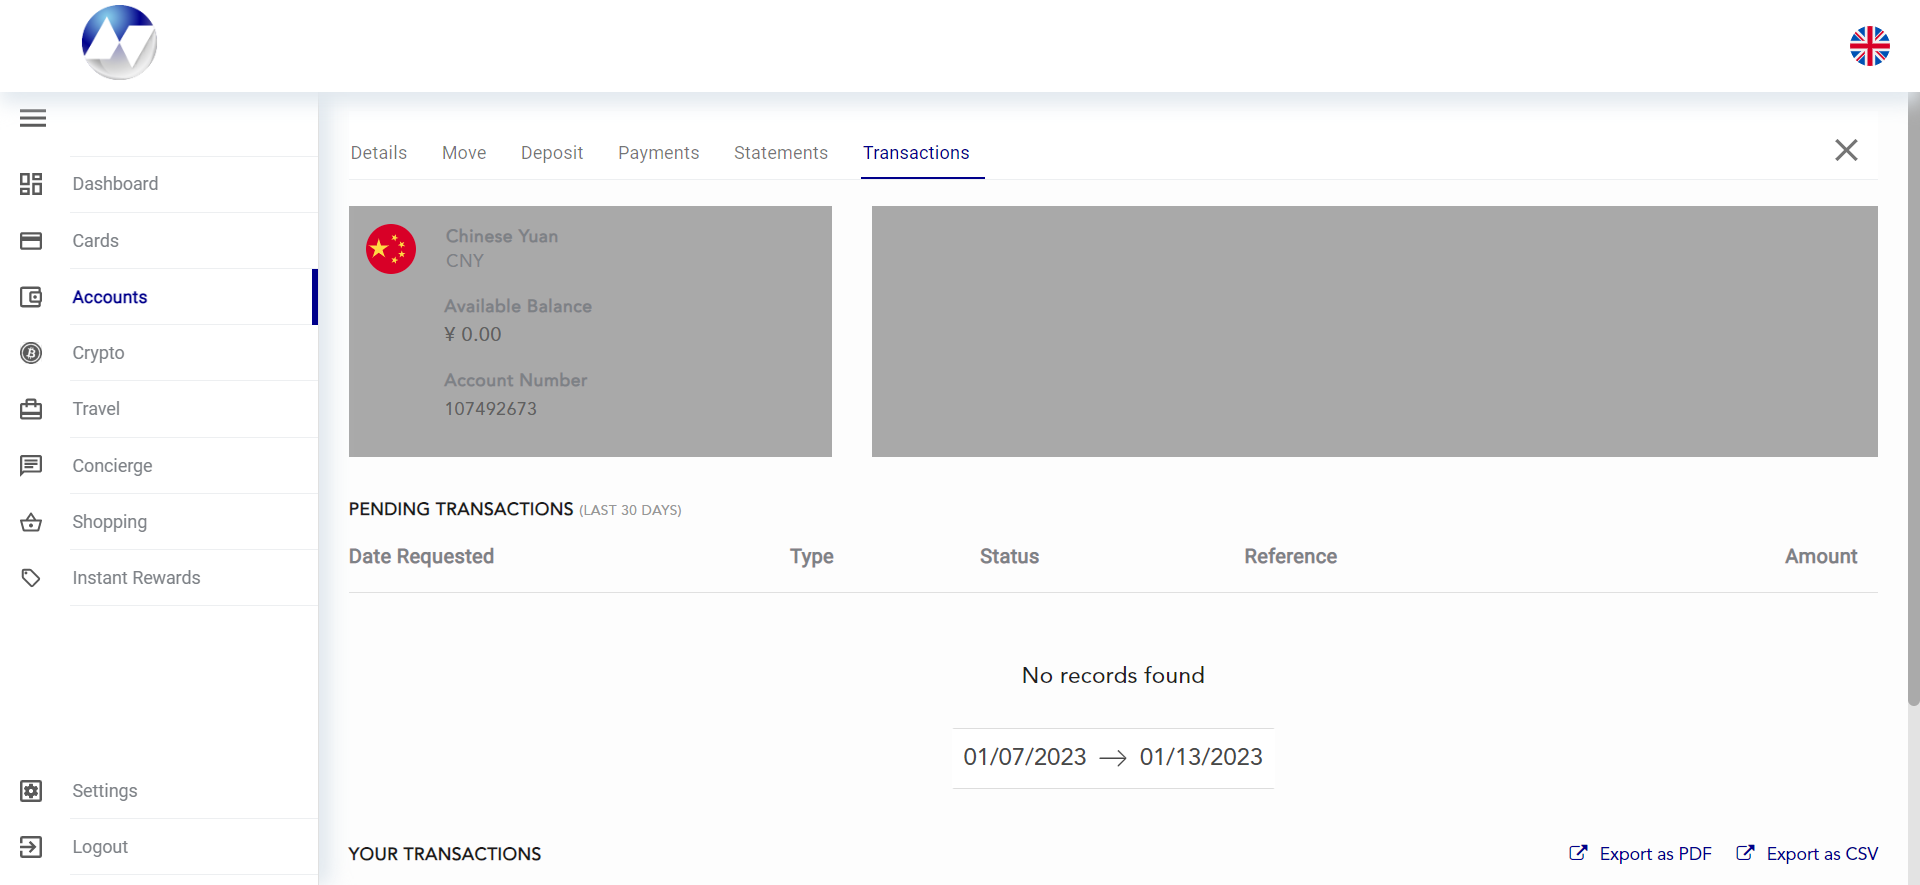 Details Move Deposit Payments Statements Transactions
Dashboard
Cards
Accounts
Crypto
Travel
Concierge
Shopping
Instant Rewards
Settings
Logout
Chinese Yuan
CNY
Available Balance
¥ 0.00
Account Number
107492673
PENDING TRANSACTIONS (LAST 30 DAYS)
Date Requested Type Status Reference Amount
No records found
01/07/2023 → 01/13/2023
YOUR TRANSACTIONS Export as PDF Export as CSV